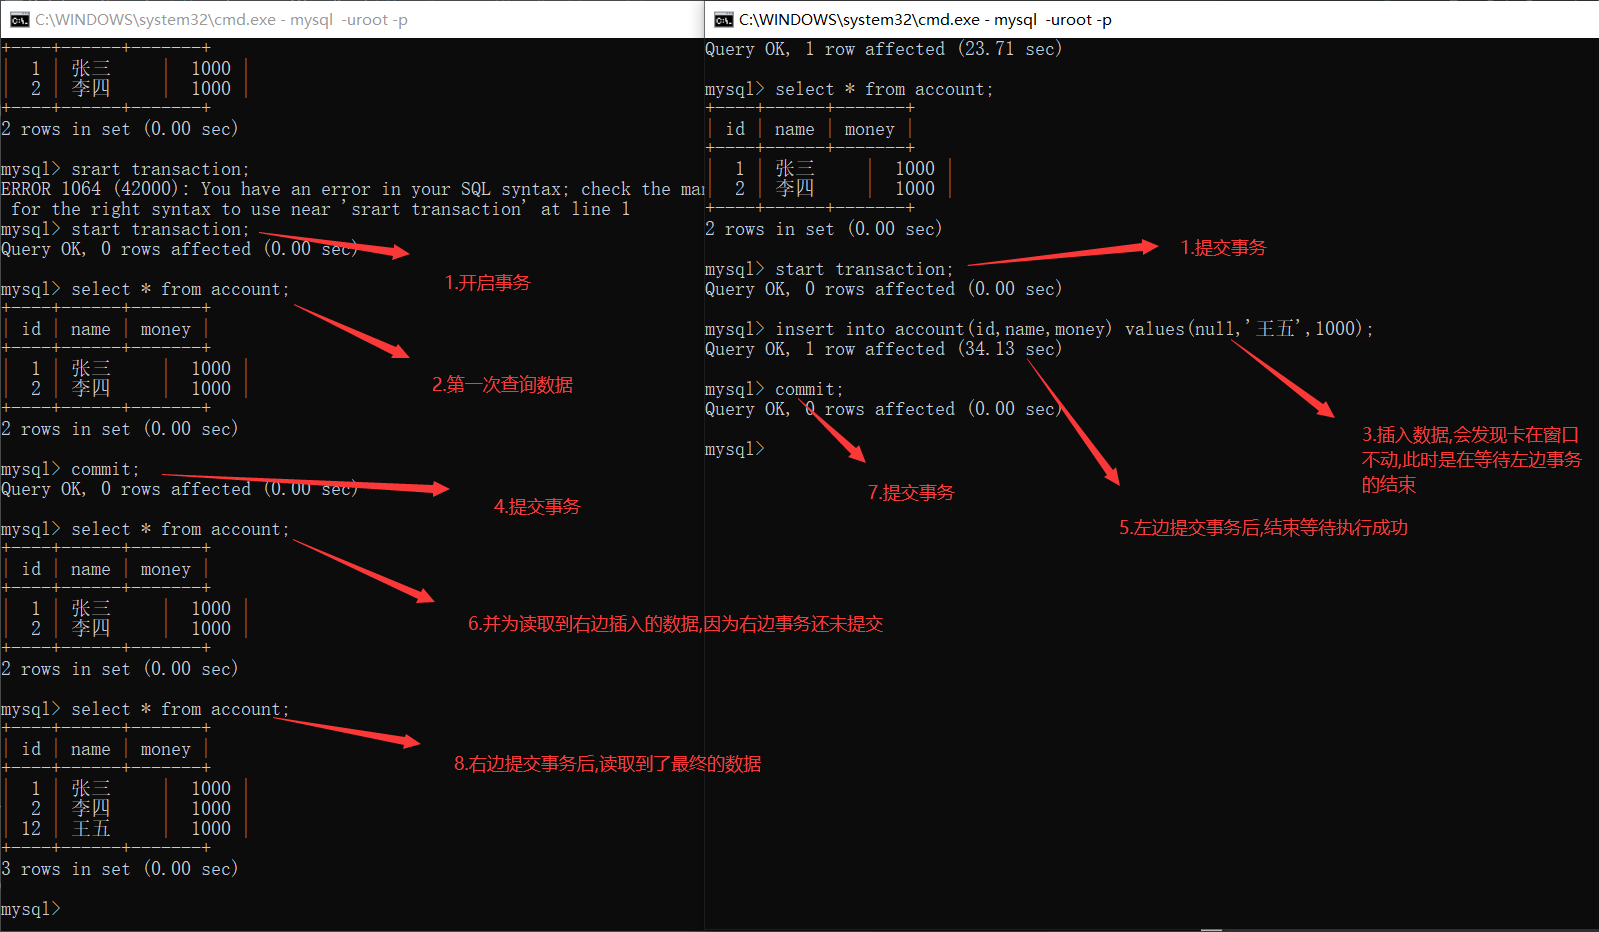 C:\WINDOWS\system32\cmd.exe - mysql  -uroot -p
+----+------+-------+
|  1 | 张三     |  1000 |
|  2 | 李四     |  1000 |
+----+------+-------+
2 rows in set (0.00 sec)
mysql> srart transaction;
ERROR 1064 (42000): You have an error in your SQL syntax; check the ma
 for the right syntax to use near 'srart transaction' at line 1
mysql> start transaction;
Query OK, 0 rows affected (0.00 sec)
1.开启事务
mysql> select * from account;
+----+------+-------+
| id | name | money |
+----+------+-------+
|  1 | 张三     |  1000 |
|  2 | 李四     |  1000 |
+----+------+-------+
2.第一次查询数据
2 rows in set (0.00 sec)
mysql> commit;
Query OK, 0 rows affected (0.00 sec)
4.提交事务
mysql> select * from account;
+----+------+-------+
| id | name | money |
+----+------+-------+
|  1 | 张三     |  1000 |
|  2 | 李四     |  1000 |
+----+------+-------+
6.并为读取到右边插入的数据,因为右边事务还未提交
2 rows in set (0.00 sec)
mysql> select * from account;
+----+------+-------+
| id | name | money |
+----+------+-------+
8.右边提交事务后,读取到了最终的数据
|  1 | 张三     |  1000 |
|  2 | 李四     |  1000 |
| 12 | 王五     |  1000 |
+----+------+-------+
3 rows in set (0.00 sec)
mysql>
C:\WINDOWS\system32\cmd.exe - mysql  -uroot -p
Query OK, 1 row affected (23.71 sec)
mysql> select * from account;
+----+------+-------+
| id | name | money |
+----+------+-------+
|  1 | 张三     |  1000 |
|  2 | 李四     |  1000 |
+----+------+-------+
2 rows in set (0.00 sec)
1.提交事务
mysql> start transaction;
Query OK, 0 rows affected (0.00 sec)
mysql> insert into account(id,name,money) values(null,'王五',1000);
Query OK, 1 row affected (34.13 sec)
mysql> commit;
Query OK, 0 rows affected (0.00 sec)
mysql>
3.插入数据,会发现卡在窗口
不动,此时是在等待左边事务
的结束
7.提交事务
5.左边提交事务后,结束等待执行成功